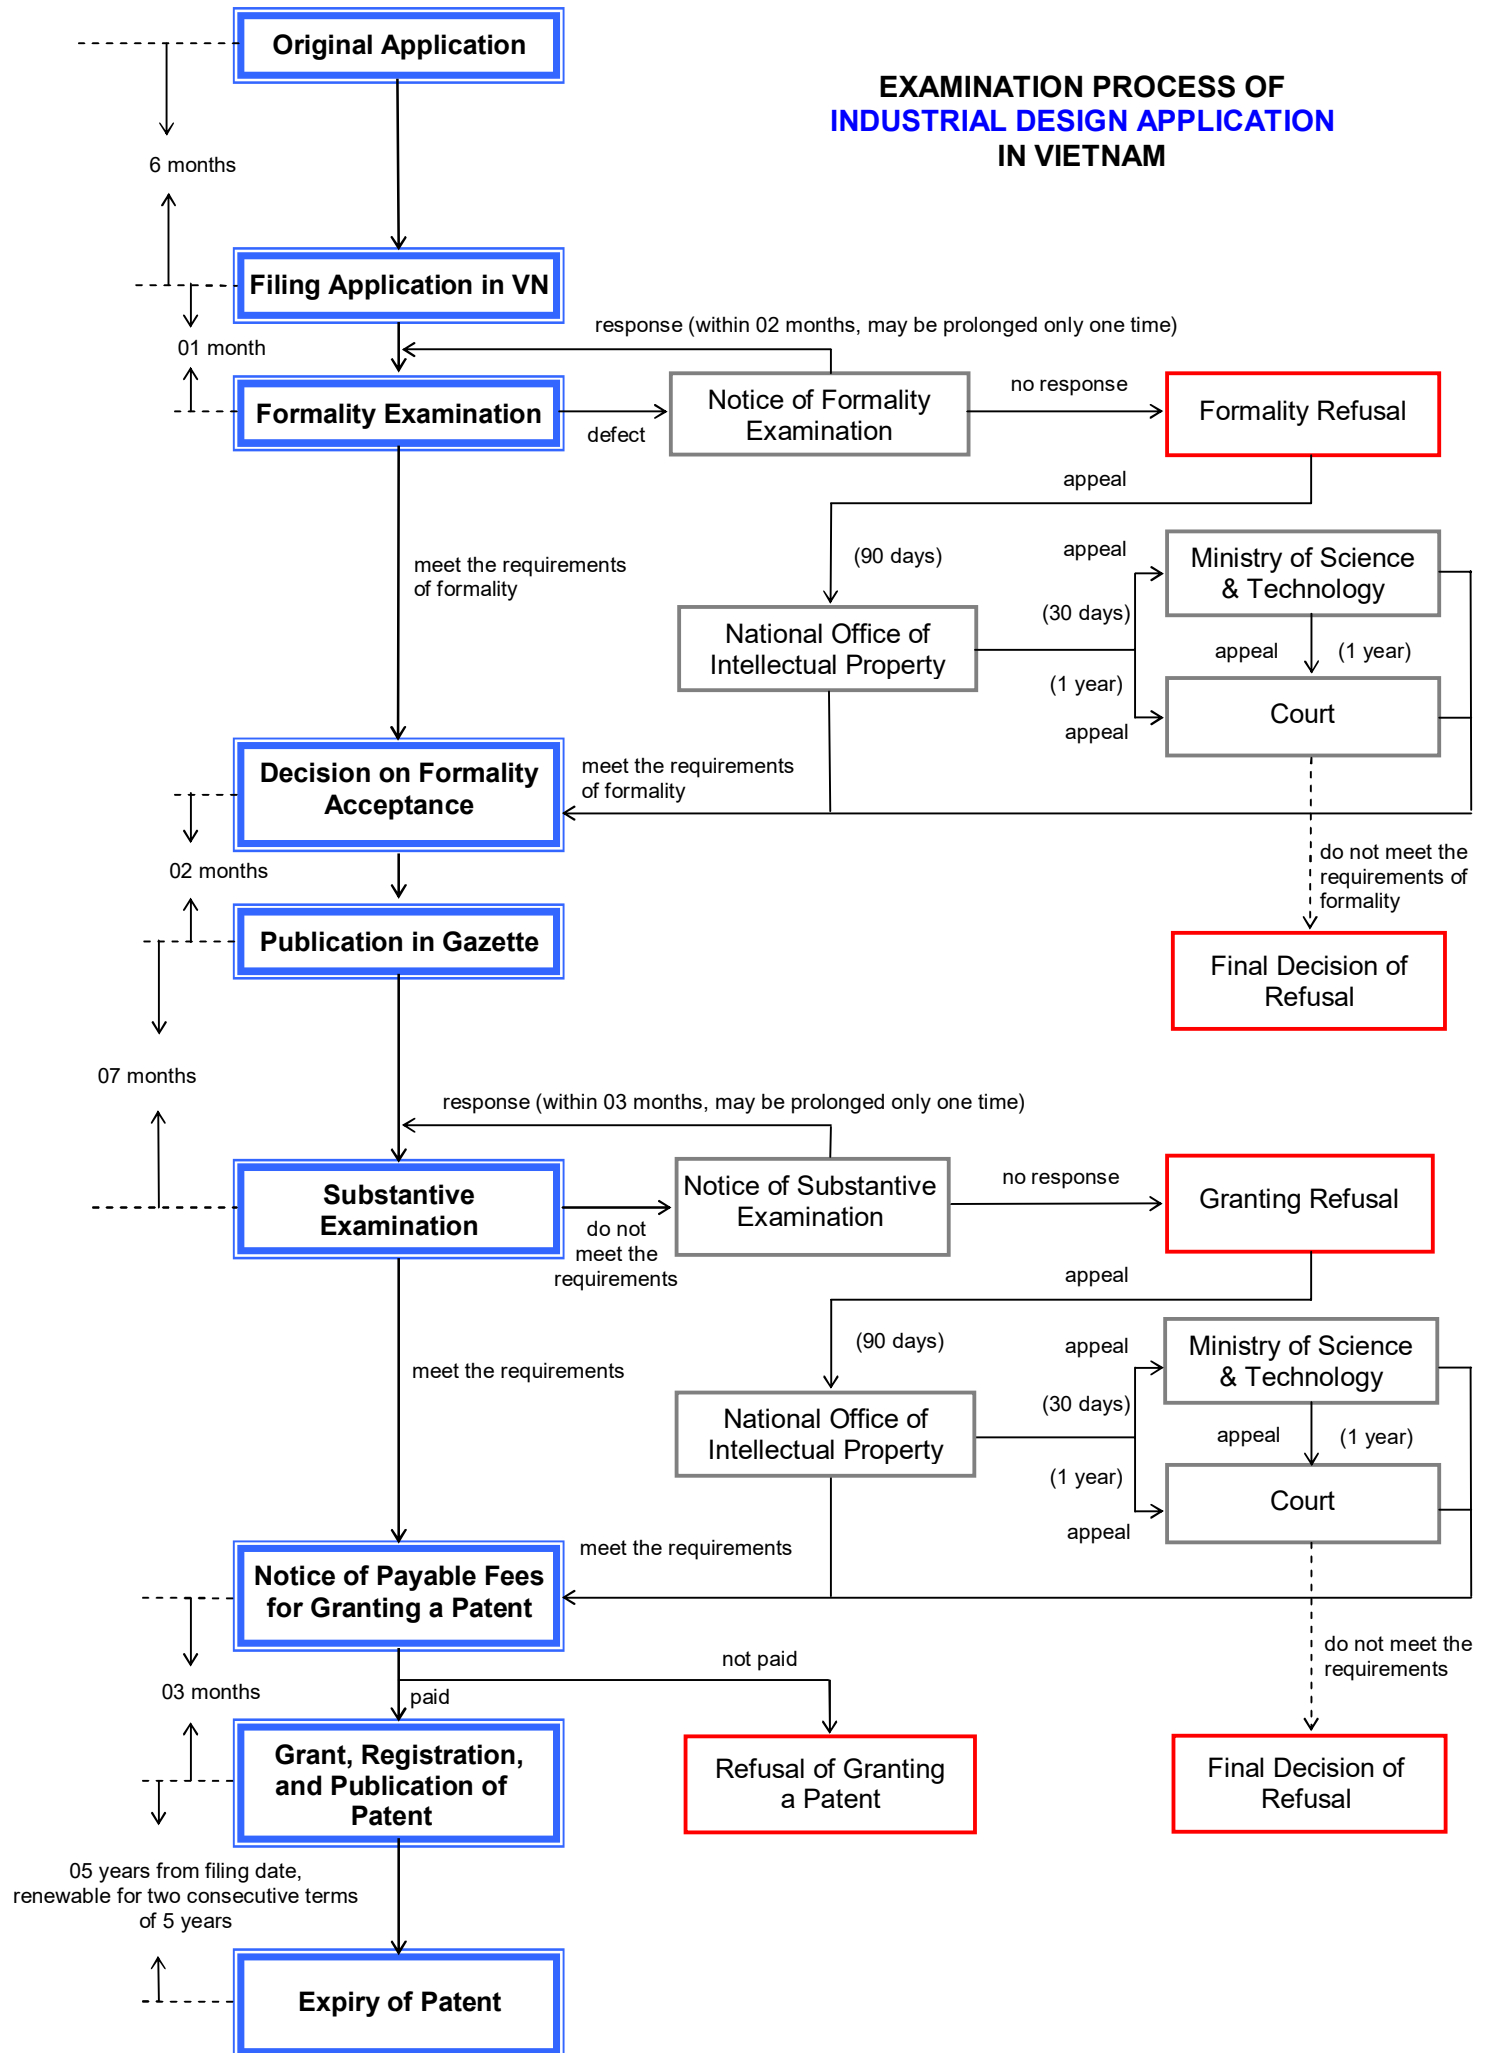 Original Application
EXAMINATION PROCESS OF
INDUSTRIAL DESIGN APPLICATION
IN VIETNAM
6 months
Filing Application in VN
response (within 02 months, may be prolonged only one time)
01 month
Formality Examination
defect
Notice of Formality
Examination
no response
Formality Refusal
appeal
(90 days)
meet the requirements
of formality
National Office of
Intellectual Property
appeal
(30 days)
(1 year)
appeal
Ministry of Science
& Technology
appeal
(1 year)
Court
Decision on Formality
Acceptance
meet the requirements
of formality
do not meet the
requirements of
formality
02 months
Publication in Gazette
Final Decision of
Refusal
07 months
response (within 03 months, may be prolonged only one time)
Substantive
Examination
do not
meet the
requirements
Notice of Substantive
Examination
no response
Granting Refusal
appeal
(90 days)
meet the requirements
National Office of
Intellectual Property
appeal
(30 days)
(1 year)
appeal
Ministry of Science
& Technology
appeal
(1 year)
Court
meet the requirements
Notice of Payable Fees
for Granting a Patent
do not meet the
requirements
not paid
paid
03 months
Grant, Registration,
and Publication of
Patent
Refusal of Granting
a Patent
Final Decision of
Refusal
05 years from filing date,
renewable for two consecutive terms
of 5 years
Expiry of Patent